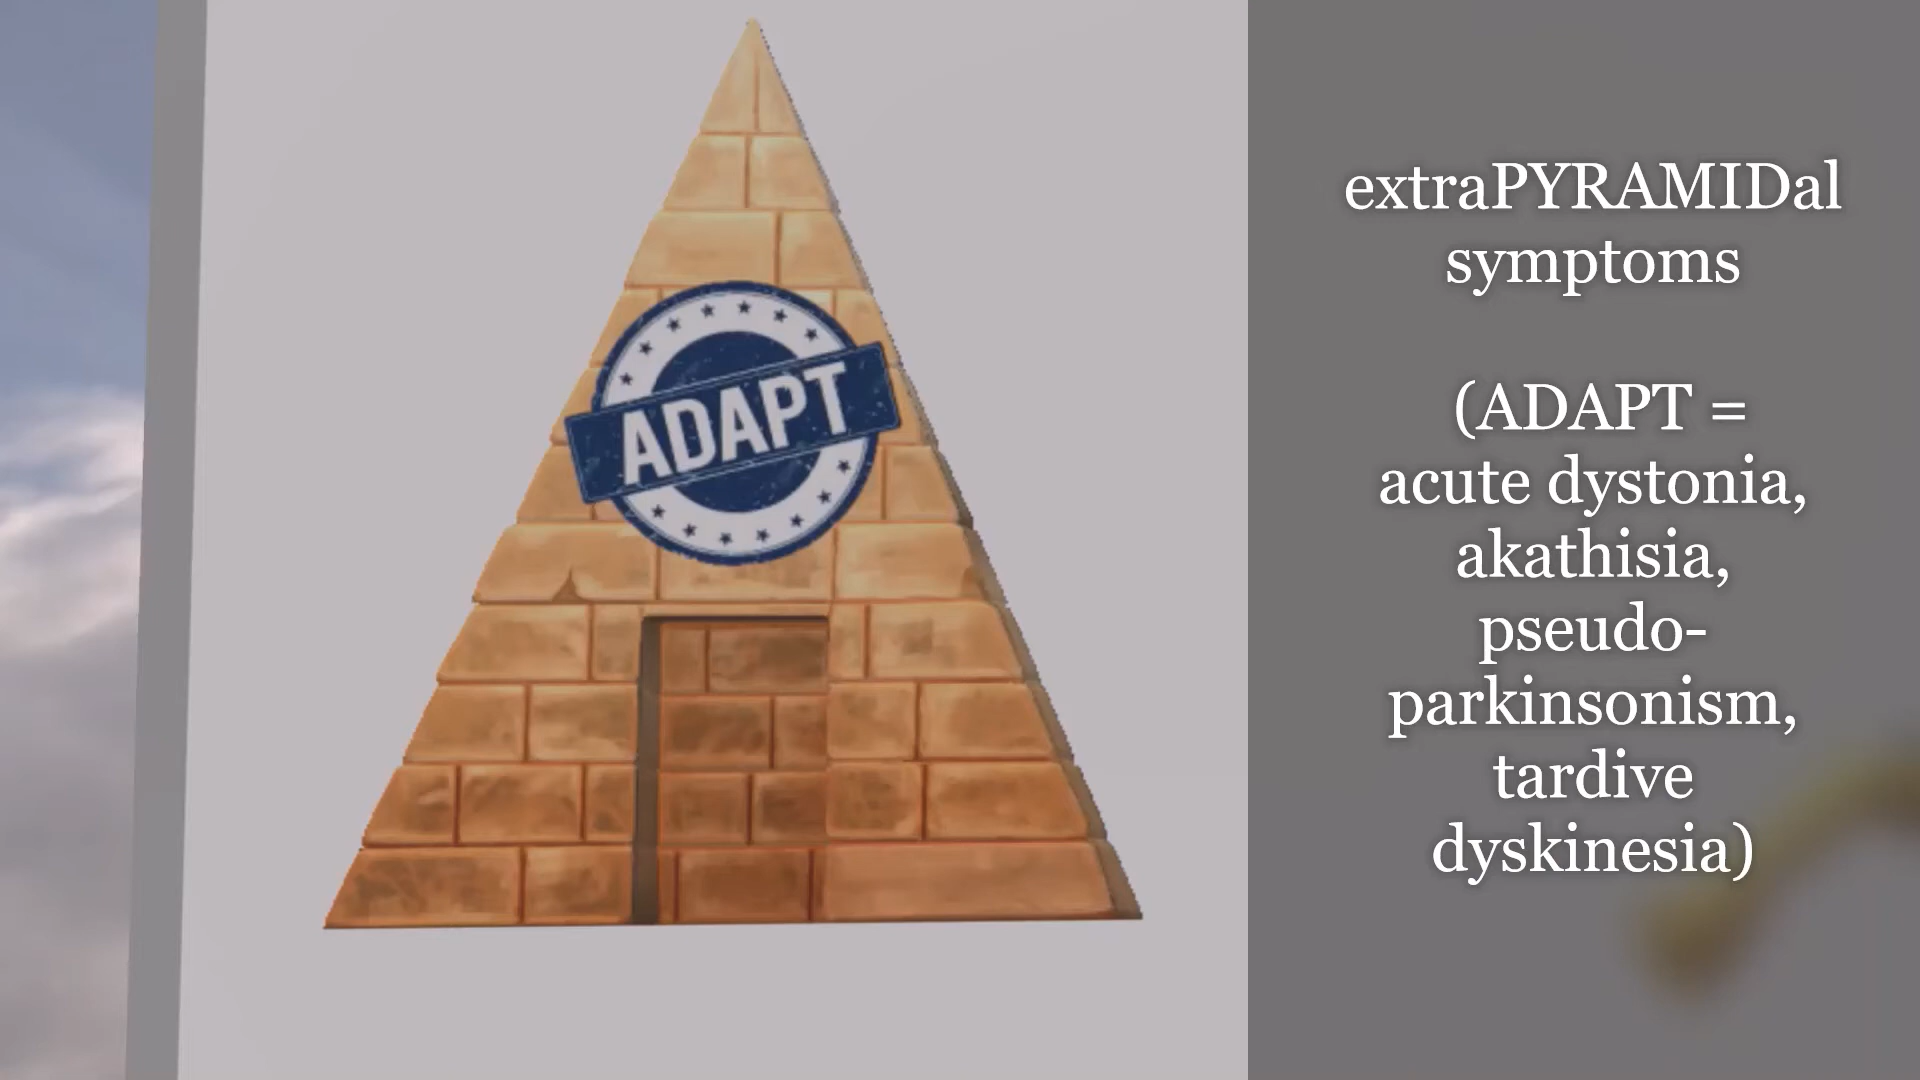 ADAPT
extraPYRAMIDal
symptoms
(ADAPT =
acute dystonia,
akathisia,
pseudo-
parkinsonism,
tardive
dyskinesia)